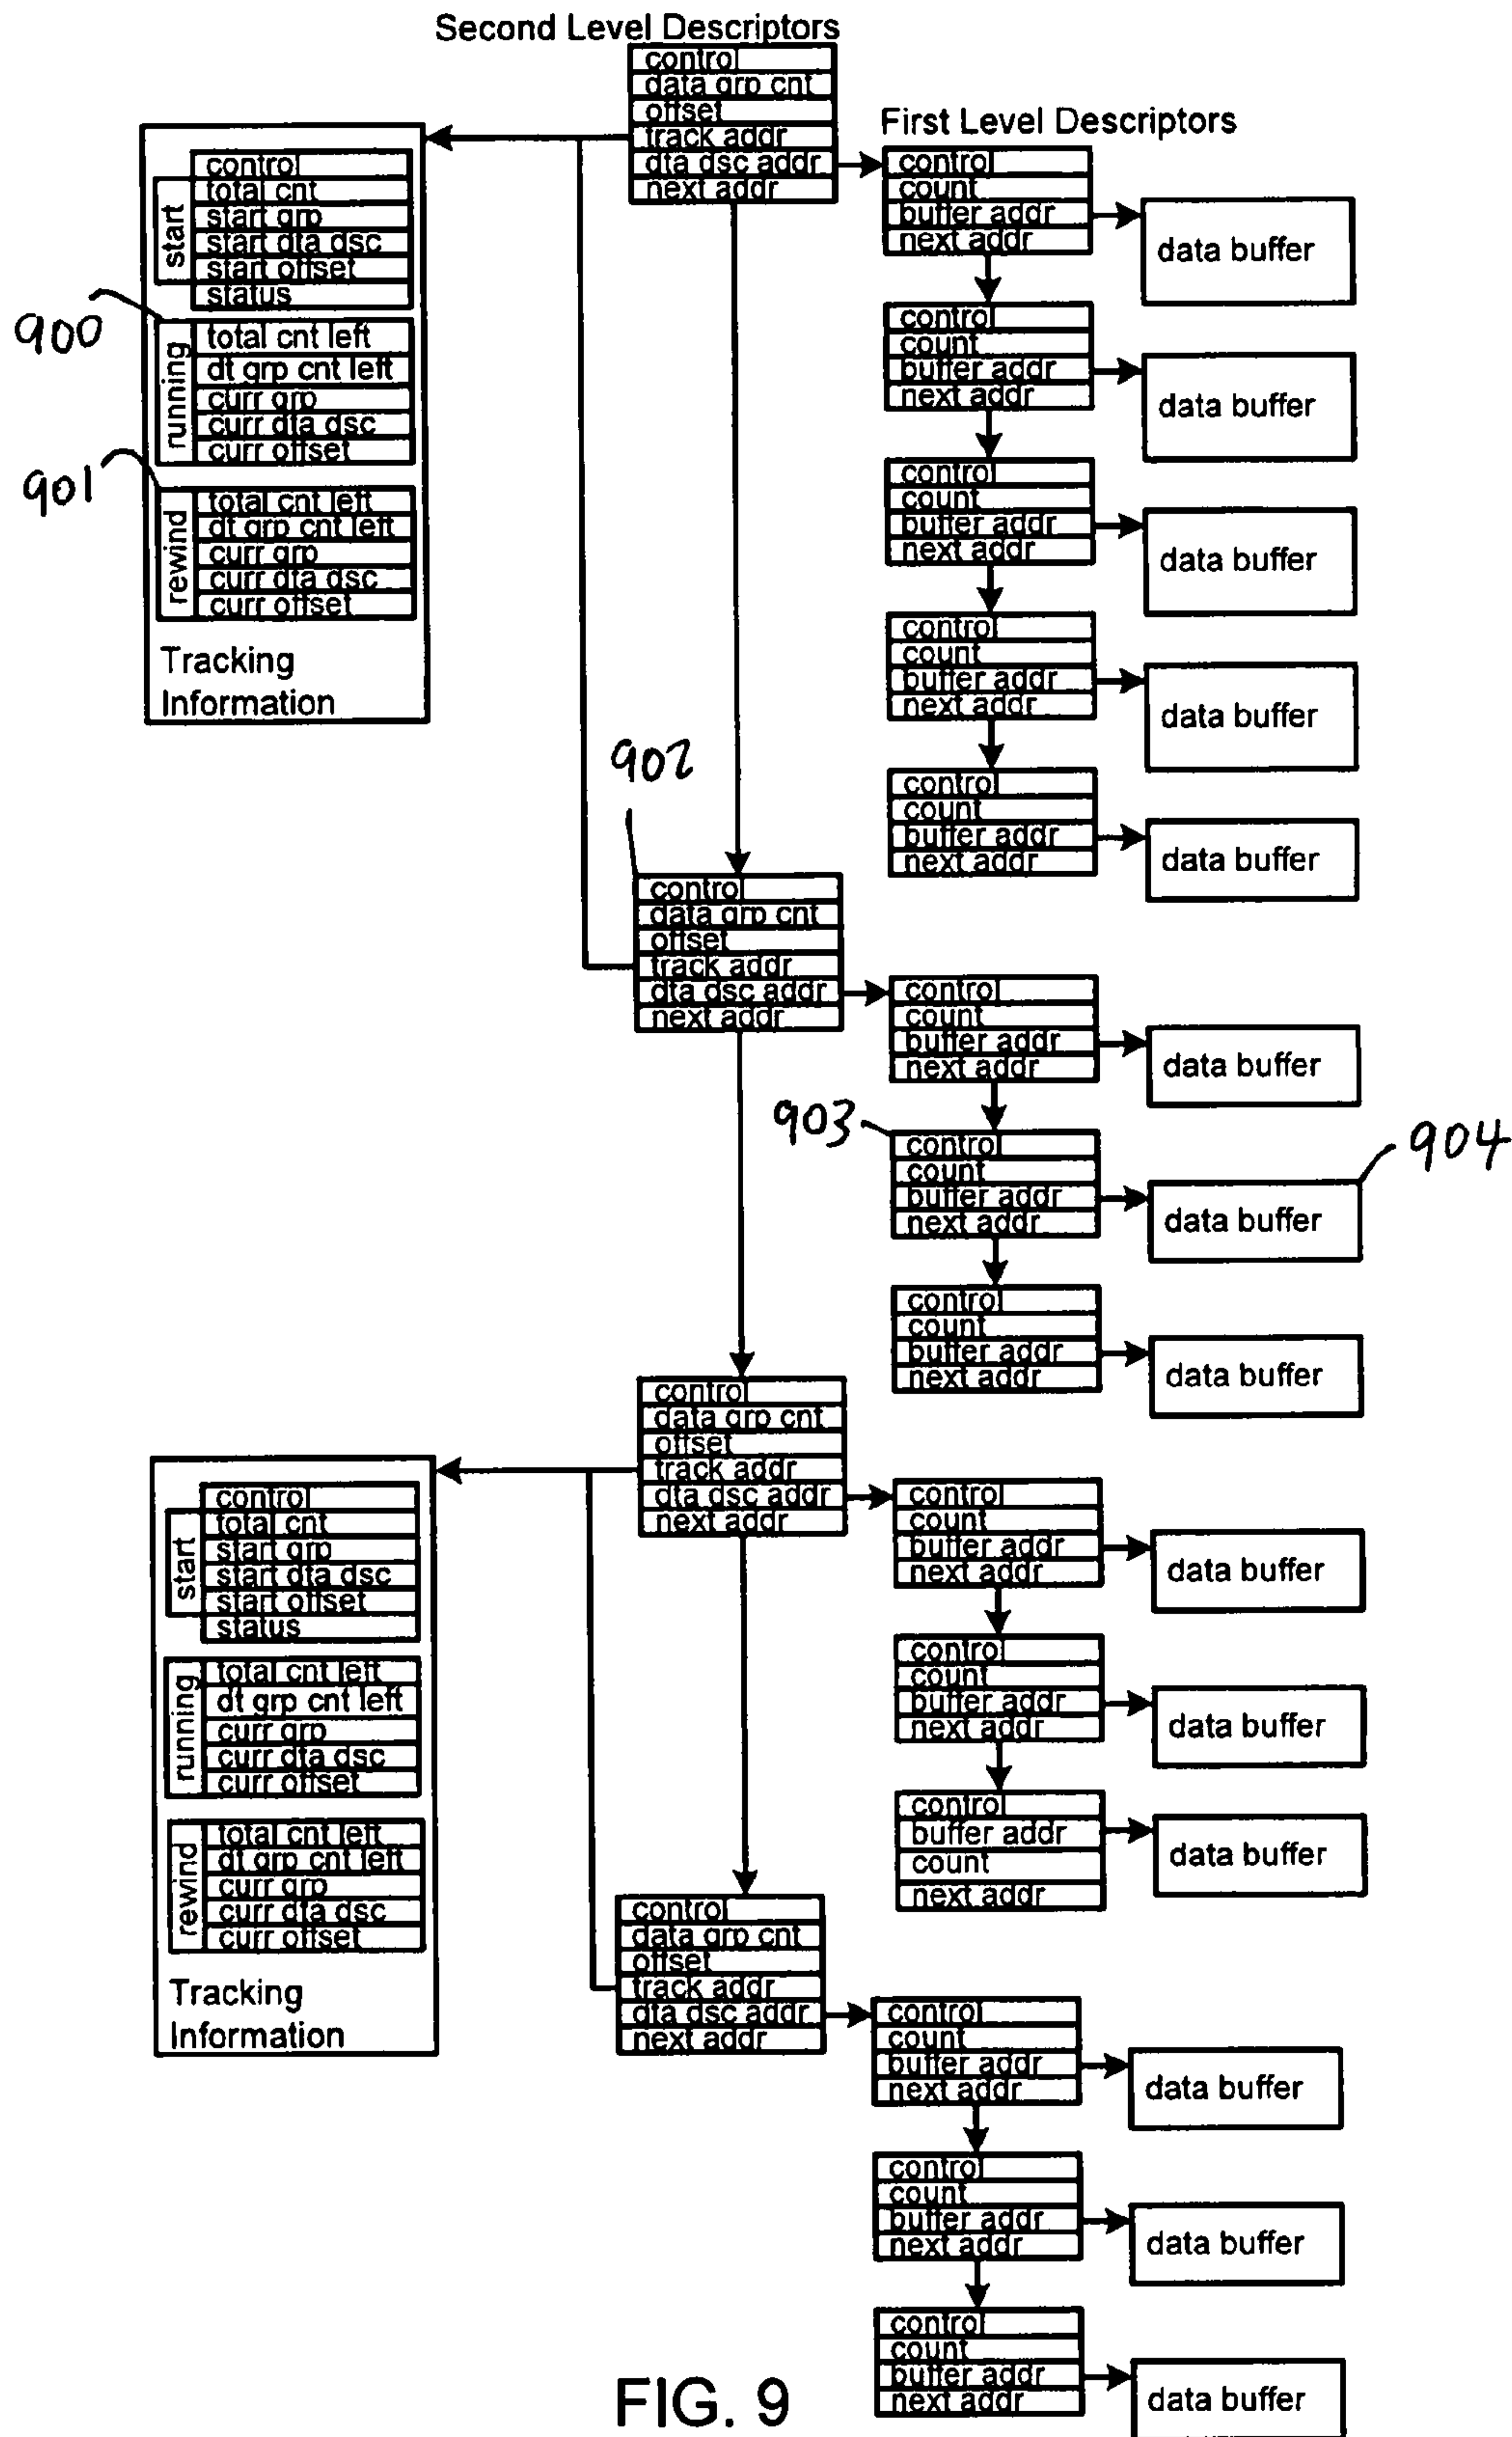 Second Level Descriptors
control
data grp cnt
offset
track addr
dta dsc addr
next addr
First Level Descriptors
control
count
buffer addr
next addr
data buffer
control
count
buffer addr
next addr
data buffer
control
count
buffer addr
next addr
data buffer
control
count
buffer addr
next addr
data buffer
control
count
buffer addr
next addr
data buffer
start
control
total cnt
start grp
start dta dsc
start offset
status
900
running
total cnt left
dt grp cnt left
curr grp
curr dta dsc
curr offset
901
rewind
total cnt left
dt grp cnt left
curr grp
curr dta dsc
curr offset
Tracking
Information
902
control
data grp cnt
offset
track addr
dta dsc addr
next addr
control
count
buffer addr
next addr
data buffer
903
control
count
buffer addr
next addr
904
data buffer
control
count
buffer addr
next addr
data buffer
control
data grp cnt
offset
track addr
dta dsc addr
next addr
control
count
buffer addr
next addr
data buffer
control
count
buffer addr
next addr
data buffer
control
buffer addr
count
next addr
data buffer
start
control
total cnt
start grp
start dta dsc
start offset
status
running
total cnt left
dt grp cnt left
curr grp
curr dta dsc
curr offset
rewind
total cnt left
dt grp cnt left
curr grp
curr dta dsc
curr offset
Tracking
Information
control
data grp cnt
offset
track addr
dta dsc addr
next addr
control
count
buffer addr
next addr
data buffer
control
count
buffer addr
next addr
data buffer
control
count
buffer addr
next addr
data buffer
FIG. 9